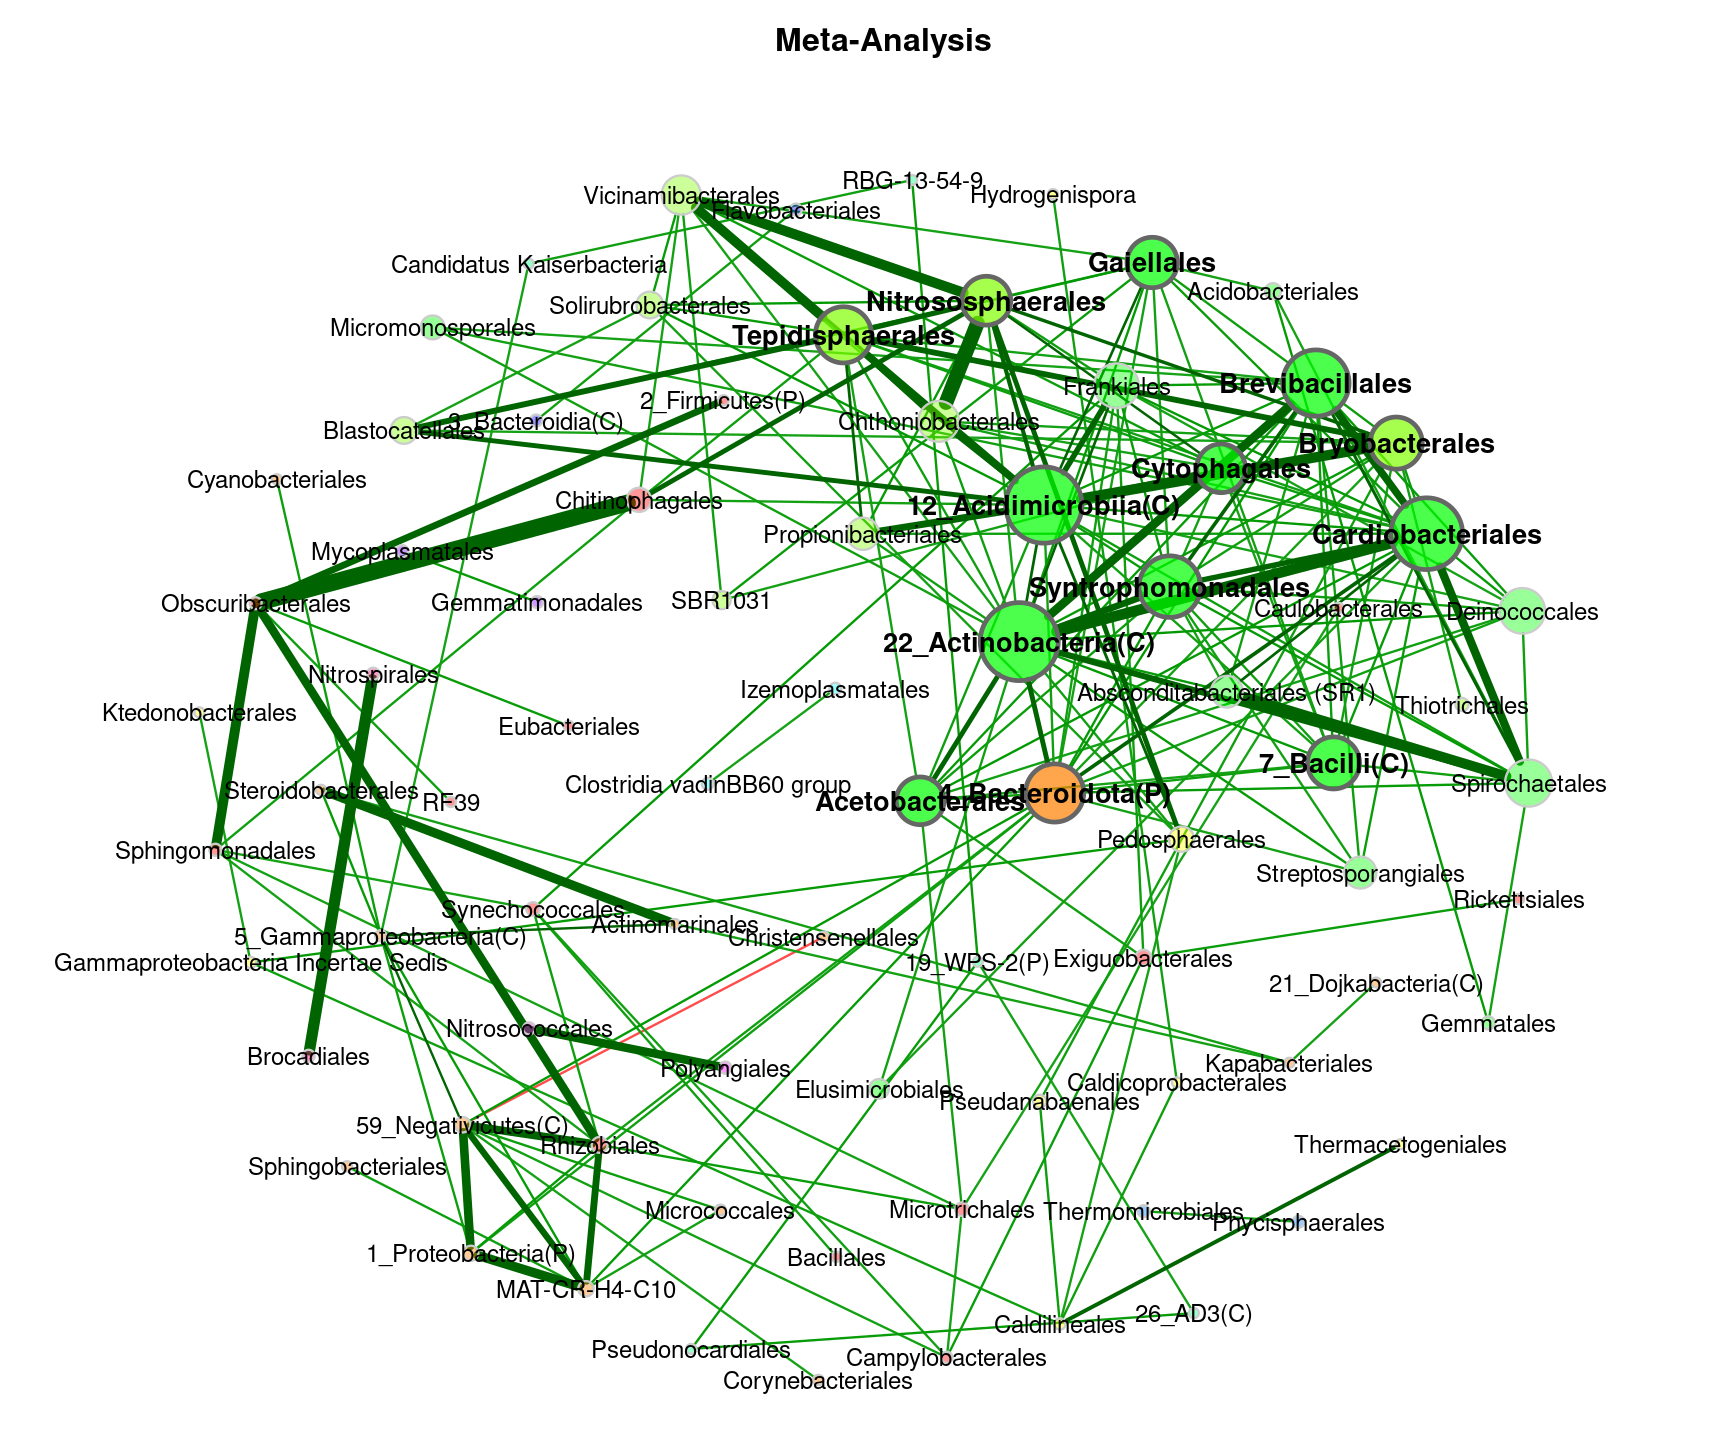 Meta-Analysis
RBG-13-54-9
Vicinamibacterales
Hydrogenispora
Flavobacteriales
Gaiellales
Candidatus Kaiserbacteria
Acidobacteriales
Nitrososphaerales
Solirubrobacterales
Micromonosporales
Tepidisphaerales
Brevibacillales
Frankiales
2_Firmicutes(P)
3_Bacteroidia(C)
Chthoniobacterales
Blastocatellales
Bryobacterales
Cytophagales
Cyanobacteriales
Chitinophagales
12_Acidimicrobiia(C)
Propionibacteriales
Cardiobacteriales
Mycoplasmatales
Syntrophomonadales
Obscuribacterales
Gemmatimonadales
SBR1031
Caulobacterales
Deinococcales
22_Actinobacteria(C)
Nitrospirales
Izemoplasmatales
Absconditabacteriales (SR1)
Thiotrichales
Ktedonobacterales
Eubacteriales
7_Bacilli(C)
Clostridia vadinBB60 group
Spirochaetales
Steroidobacterales
RF39
Acetobacterales
4_Bacteroidota(P)
Pedosphaerales
Sphingomonadales
Streptosporangiales
Rickettsiales
Synechococcales
Actinomarinales
5_Gammaproteobacteria(C)
Christensenellales
Gammaproteobacteria Incertae Sedis
19_WPS-2(P)
Exiguobacterales
21_Dojkabacteria(C)
Gemmatales
Nitrosococcales
Brocadiales
Polyangiales
Kapabacteriales
Elusimicrobiales
Caldicoprobacterales
Pseudanabaenales
59_Negativicutes(C)
Rhizobiales
Thermacetogeniales
Sphingobacteriales
Micrococcales
Microtrichales
Thermomicrobiales
Phycisphaerales
1_Proteobacteria(P)
Bacillales
MAT-CR-H4-C10
26_AD3(C)
Caldilineales
Pseudonocardiales
Campylobacterales
Corynebacteriales